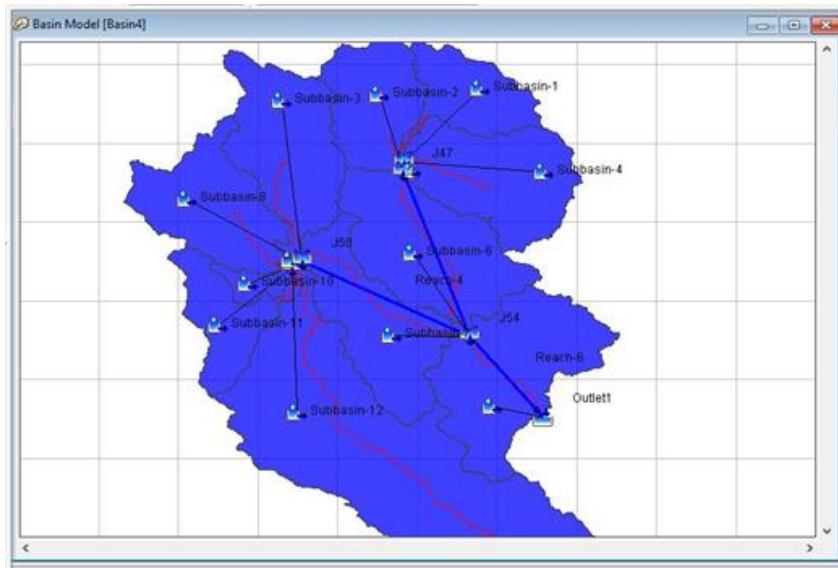 Basin Model [Basin4]
Subbasin-3
Subbasin-2
Subbasin-1
J47
Subbasin-4
Subbasin-8
J50
Subbasin-6
Subbasin-10
Reach-4
Subbasin-11
J54
Reach-6
Outlet1
Subbasin-12